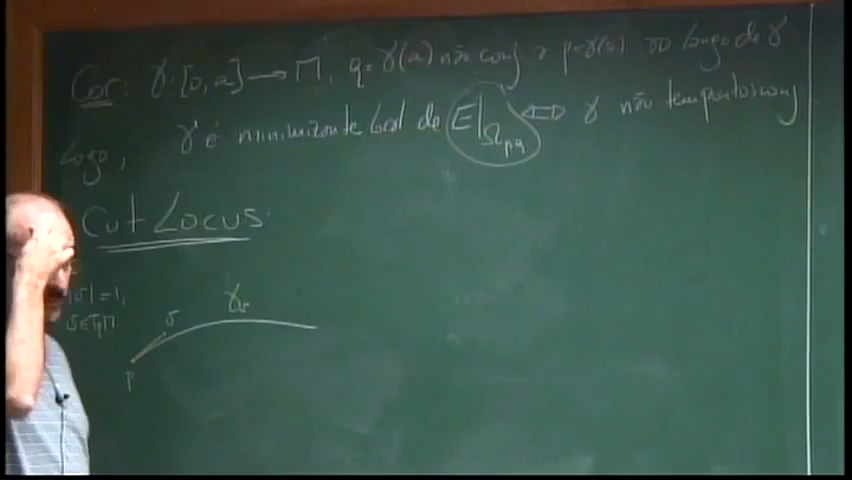 Cor: γ: [0,a] → M, q=γ(a) não conj a p=γ(0) ao longo de γ
Logo, γ é minimizante local de E|Ω_pq ⟺ γ não tem pontos conj
Cut Locus:
|v|=1,
v∈T_pM
v
γ_v
p